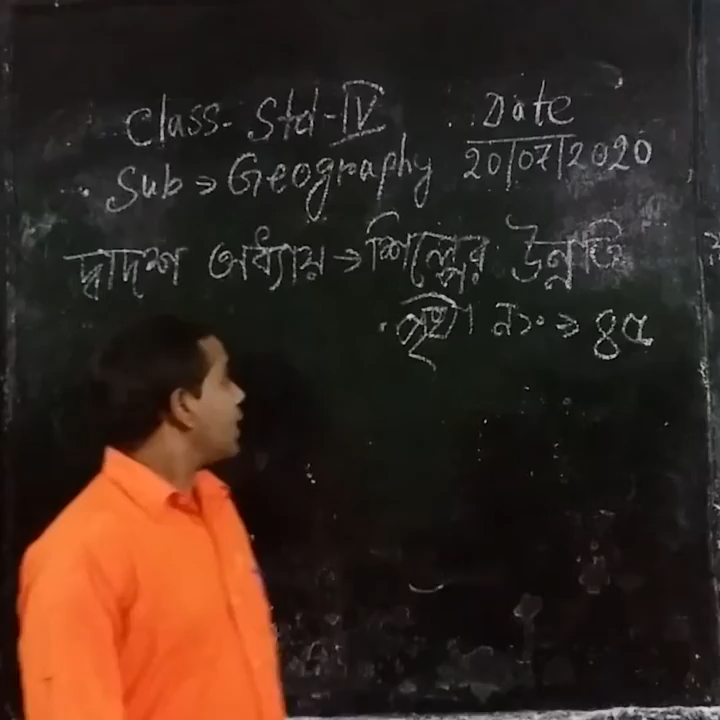 Class- Std-IV Date
Sub → Geography 20/07/2020
দ্বাদশ অধ্যায় → শিল্পের উন্নতি
পৃষ্ঠা নং → ৪৫